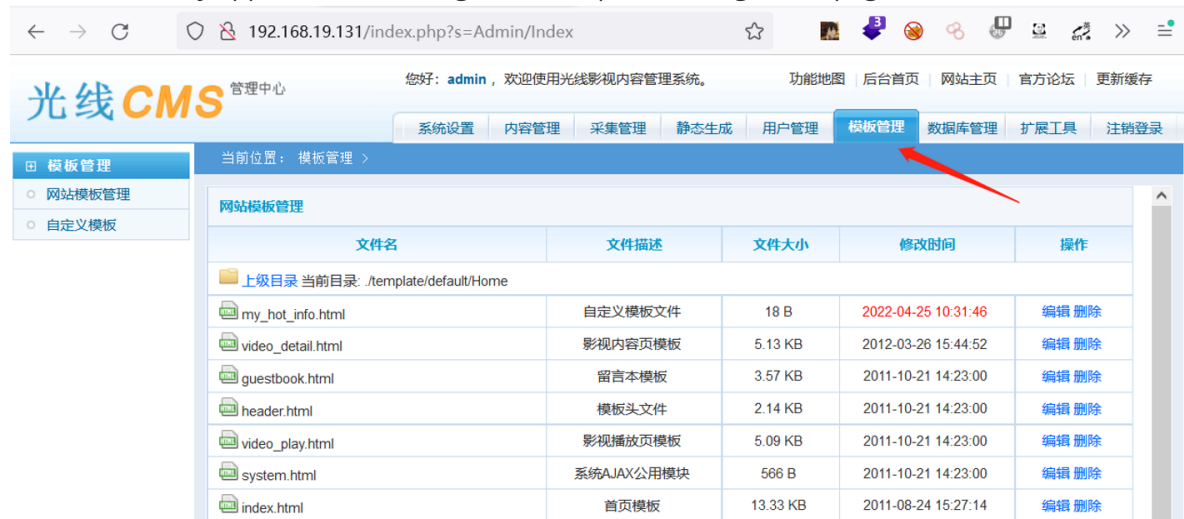 192.168.19.131/index.php?s=Admin/Index
3
en
光线CMS 管理中心
您好：admin，欢迎使用光线影视内容管理系统。 功能地图 后台首页 网站主页 官方论坛 更新缓存
系统设置 内容管理 采集管理 静态生成 用户管理 模板管理 数据库管理 扩展工具 注销登录
模板管理
网站模板管理
自定义模板
当前位置： 模板管理 >
网站模板管理
文件名 文件描述 文件大小 修改时间 操作
上级目录 当前目录: ./template/default/Home
my_hot_info.html 自定义模板文件 18 B 2022-04-25 10:31:46 编辑 删除
video_detail.html 影视内容页模板 5.13 KB 2012-03-26 15:44:52 编辑 删除
guestbook.html 留言本模板 3.57 KB 2011-10-21 14:23:00 编辑 删除
header.html 模板头文件 2.14 KB 2011-10-21 14:23:00 编辑 删除
video_play.html 影视播放页模板 5.09 KB 2011-10-21 14:23:00 编辑 删除
system.html 系统AJAX公用模块 566 B 2011-10-21 14:23:00 编辑 删除
index.html 首页模板 13.33 KB 2011-08-24 15:27:14 编辑 删除